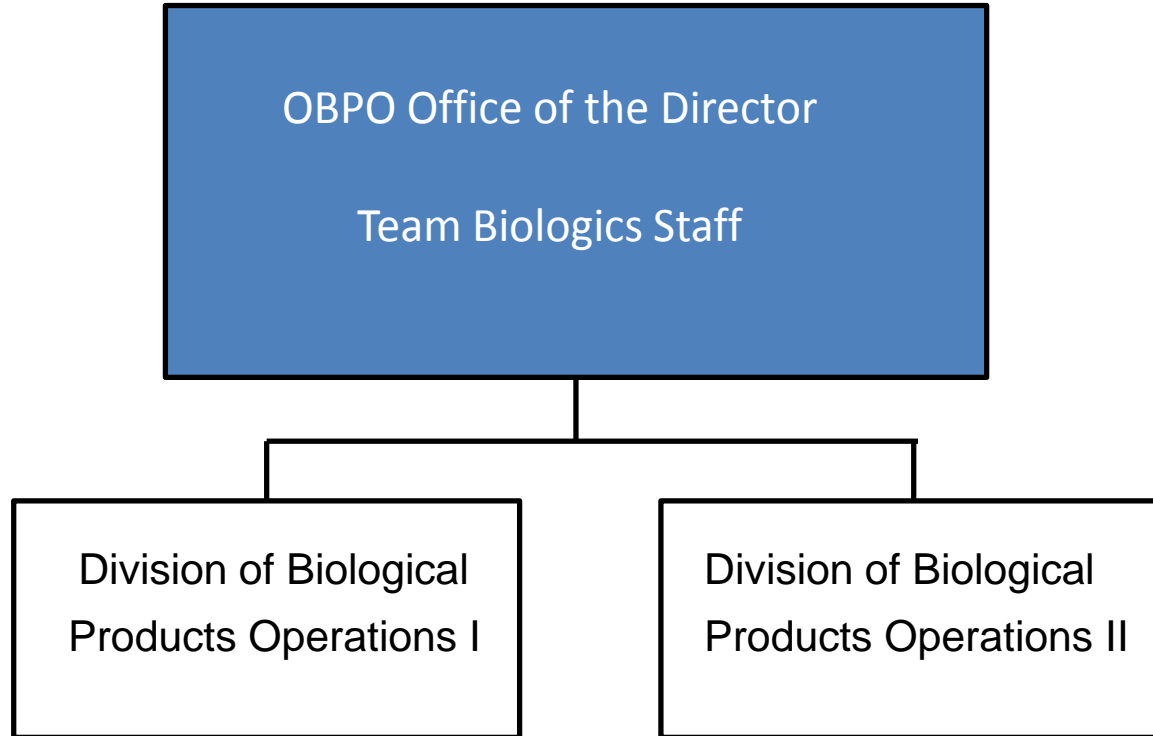 OBPO Office of the Director
Team Biologics Staff
Division of Biological
Products Operations I
Division of Biological
Products Operations II